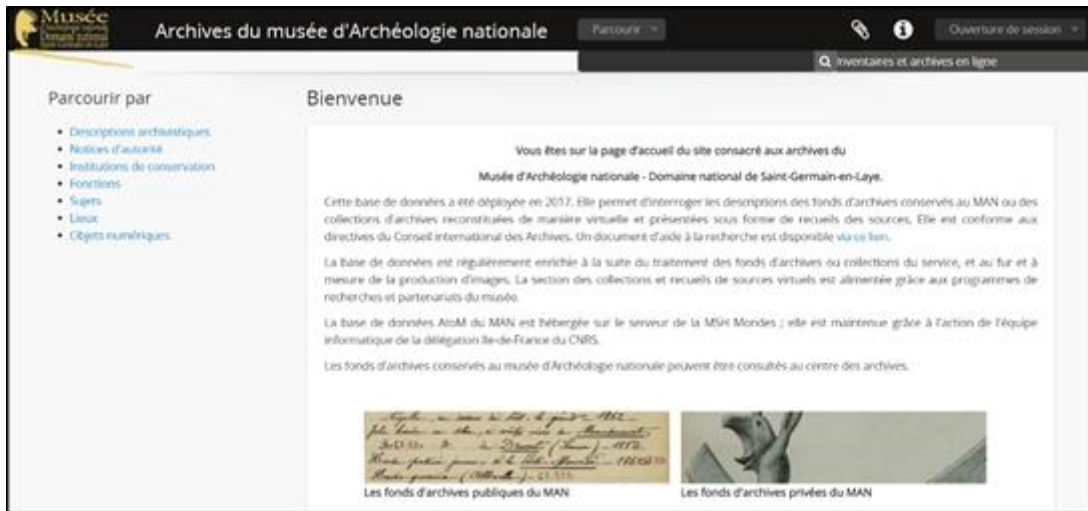 Musée
d'Archéologie nationale
Domaine national
Saint-Germain-en-Laye
Archives du musée d'Archéologie nationale
Parcourir
Ouverture de session
Inventaires et archives en ligne
Parcourir par
Descriptions archivistiques
Notices d'autorité
Institutions de conservation
Fonctions
Sujets
Lieux
Objets numériques
Bienvenue
Vous êtes sur la page d'accueil du site consacré aux archives du
Musée d'Archéologie nationale - Domaine national de Saint-Germain-en-Laye.
Cette base de données a été déployée en 2017. Elle permet d'interroger les descriptions des fonds d'archives conservés au MAN ou des
collections d'archives reconstituées de manière virtuelle et présentées sous forme de recueils des sources. Elle est conforme aux
directives du Conseil international des Archives. Un document d'aide à la recherche est disponible via ce lien.
La base de données est régulièrement enrichie à la suite du traitement des fonds d'archives ou collections du service, et au fur et à
mesure de la production d'images. La section des collections et recueils de sources virtuels est alimentée grâce aux programmes de
recherches et partenariats du musée.
La base de données AtoM du MAN est hébergée sur le serveur de la MSH Mondes ; elle est maintenue grâce à l'action de l'équipe
informatique de la délégation Ile-de-France du CNRS.
Les fonds d'archives conservés au musée d'Archéologie nationale peuvent être consultés au centre des archives.
Les fonds d'archives publiques du MAN
Les fonds d'archives privées du MAN